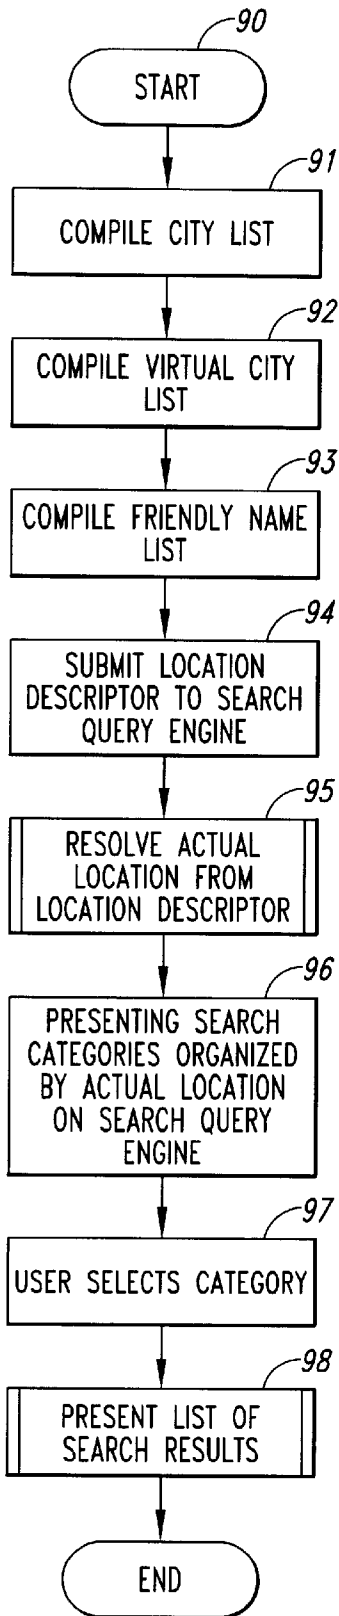 90
START
91
COMPILE CITY LIST
92
COMPILE VIRTUAL CITY
LIST
93
COMPILE FRIENDLY NAME
LIST
94
SUBMIT LOCATION
DESCRIPTOR TO SEARCH
QUERY ENGINE
95
RESOLVE ACTUAL
LOCATION FROM
LOCATION DESCRIPTOR
96
PRESENTING SEARCH
CATEGORIES ORGANIZED
BY ACTUAL LOCATION
ON SEARCH QUERY
ENGINE
97
USER SELECTS CATEGORY
98
PRESENT LIST OF
SEARCH RESULTS
END